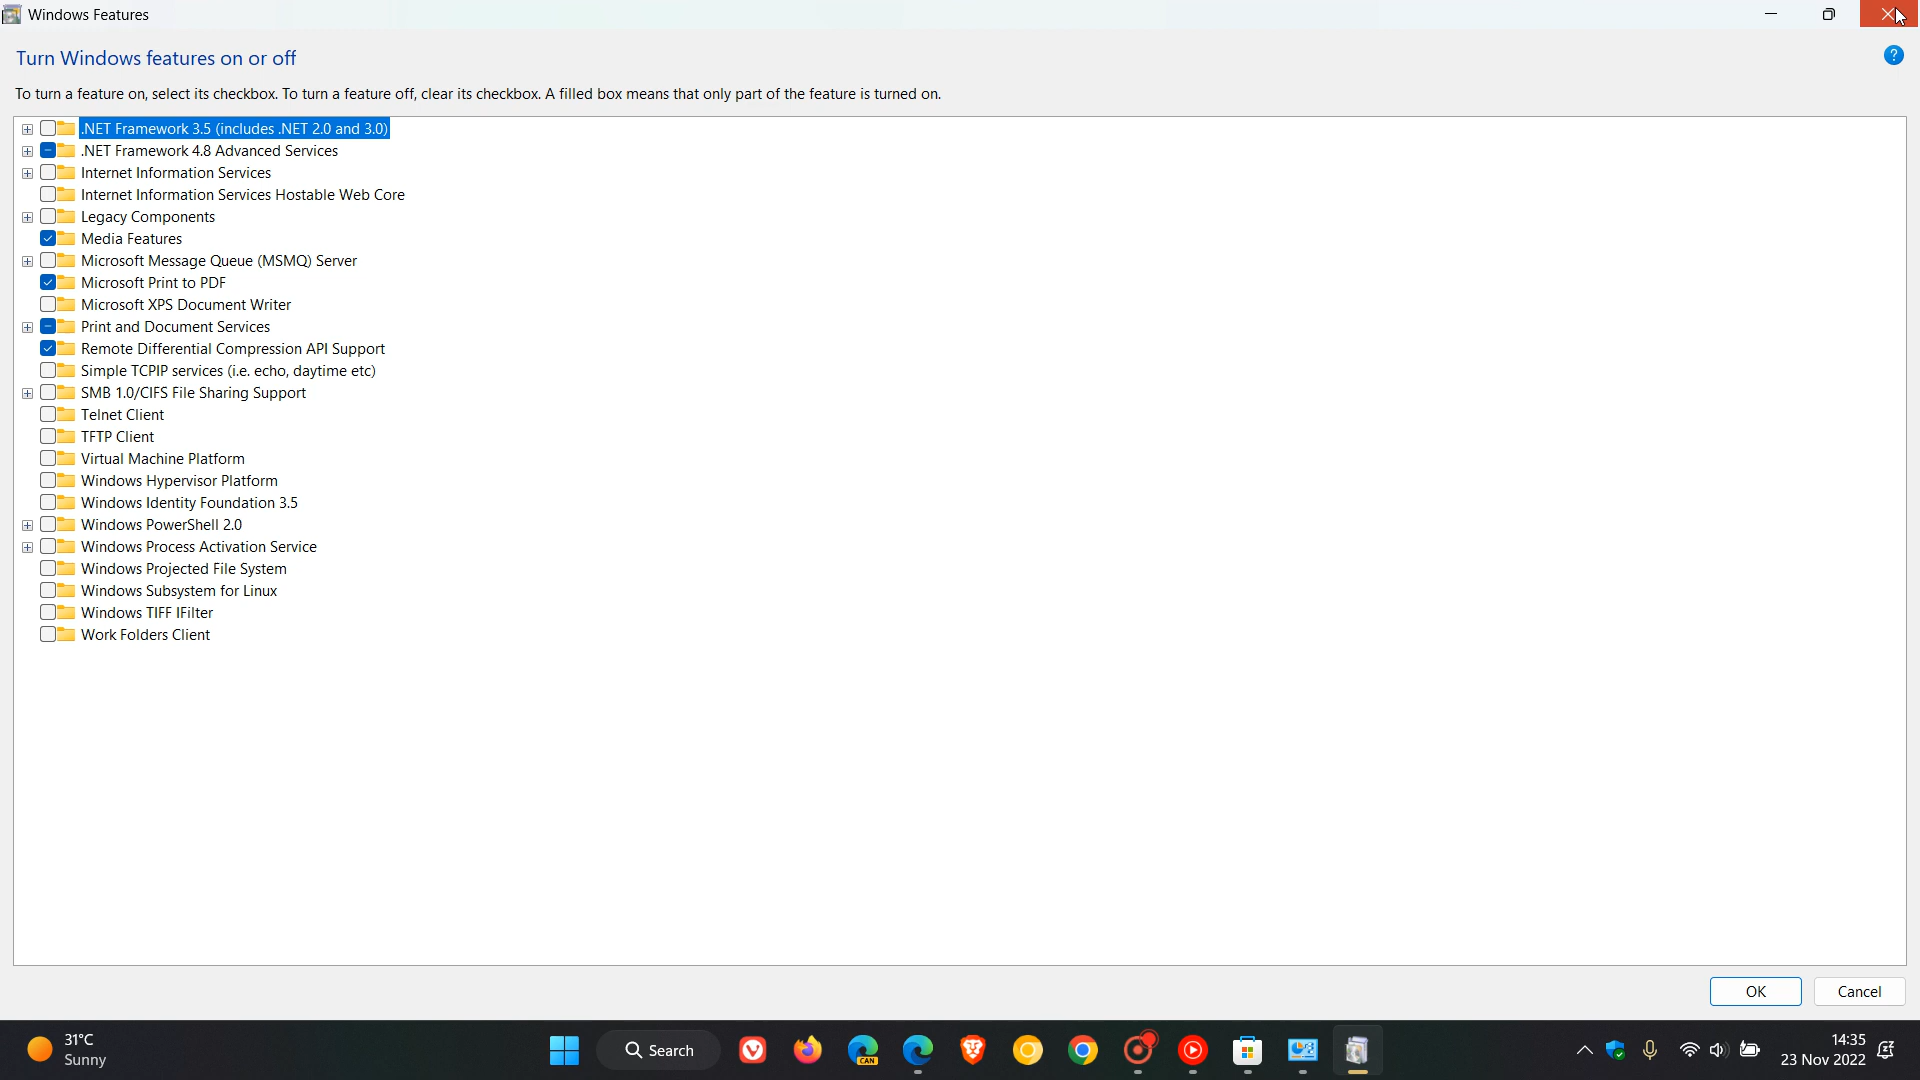 Windows Features
Turn Windows features on or off
To turn a feature on, select its checkbox. To turn a feature off, clear its checkbox. A filled box means that only part of the feature is turned on.
.NET Framework 3.5 (includes .NET 2.0 and 3.0)
.NET Framework 4.8 Advanced Services
Internet Information Services
Internet Information Services Hostable Web Core
Legacy Components
Media Features
Microsoft Message Queue (MSMQ) Server
Microsoft Print to PDF
Microsoft XPS Document Writer
Print and Document Services
Remote Differential Compression API Support
Simple TCPIP services (i.e. echo, daytime etc)
SMB 1.0/CIFS File Sharing Support
Telnet Client
TFTP Client
Virtual Machine Platform
Windows Hypervisor Platform
Windows Identity Foundation 3.5
Windows PowerShell 2.0
Windows Process Activation Service
Windows Projected File System
Windows Subsystem for Linux
Windows TIFF IFilter
Work Folders Client
OK
Cancel
31°C
Sunny
Search
CAN
14:35
23 Nov 2022